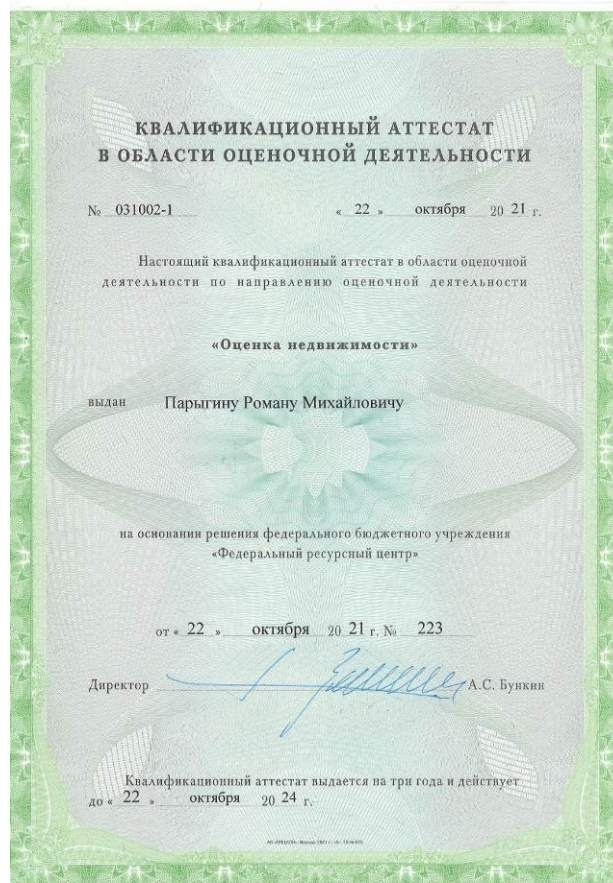 КВАЛИФИКАЦИОННЫЙ АТТЕСТАТ
В ОБЛАСТИ ОЦЕНОЧНОЙ ДЕЯТЕЛЬНОСТИ
№ 031002-1 « 22 » октября 20 21 г.
Настоящий квалификационный аттестат в области оценочной
деятельности по направлению оценочной деятельности
«Оценка недвижимости»
выдан Парыгину Роману Михайловичу
на основании решения федерального бюджетного учреждения
«Федеральный ресурсный центр»
от « 22 » октября 20 21 г. № 223
Директор А.С. Бункин
Квалификационный аттестат выдается на три года и действует
до « 22 » октября 20 24 г.